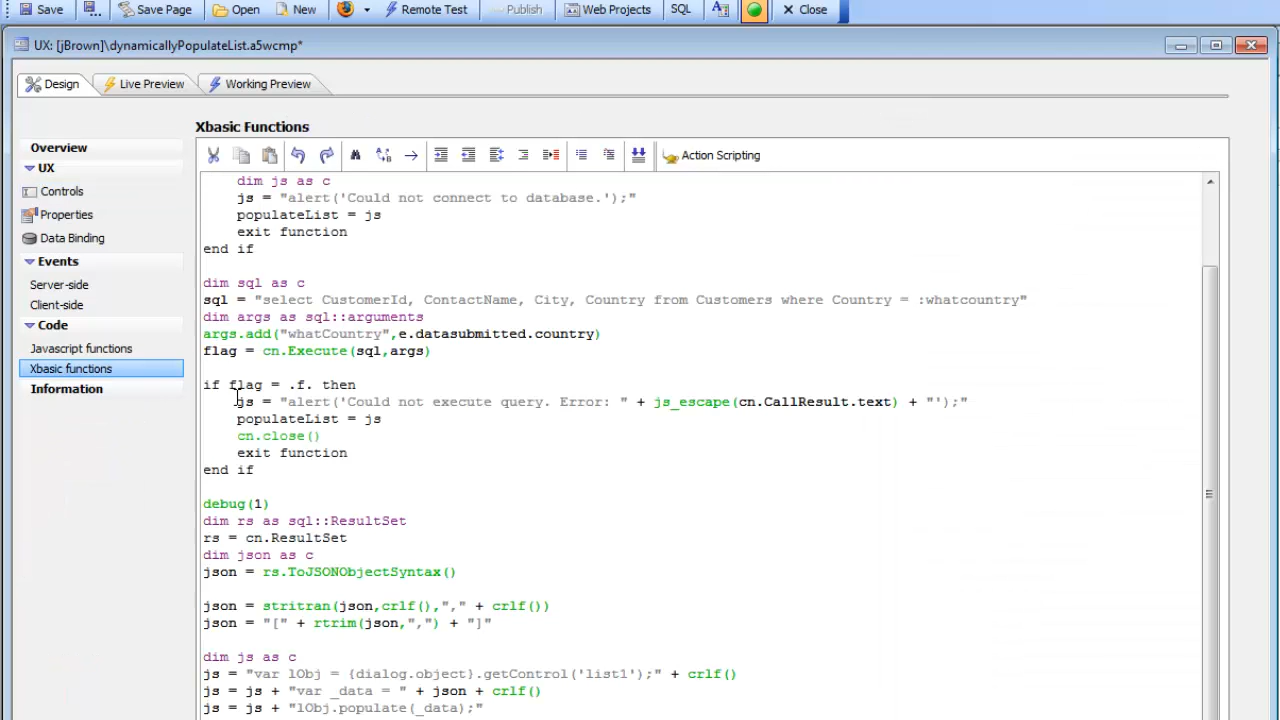 Save Save Page Open New Remote Test Publish Web Projects SQL A Close
UX: [jBrown]\dynamicallyPopulateList.a5wcmp*
Design Live Preview Working Preview
Overview
UX
Controls
Properties
Data Binding
Events
Server-side
Client-side
Code
Javascript functions
Xbasic functions
Information
Xbasic Functions
Action Scripting
dim js as c
js = "alert('Could not connect to database.');"
populateList = js
exit function
end if
dim sql as c
sql = "select CustomerId, ContactName, City, Country from Customers where Country = :whatcountry"
dim args as sql::arguments
args.add("whatCountry",e.datasubmitted.country)
flag = cn.Execute(sql,args)
if flag = .f. then
js = "alert('Could not execute query. Error: " + js_escape(cn.CallResult.text) + "');"
populateList = js
cn.close()
exit function
end if
debug(1)
dim rs as sql::ResultSet
rs = cn.ResultSet
dim json as c
json = rs.ToJSONObjectSyntax()
json = stritran(json,crlf(),"," + crlf())
json = "[" + rtrim(json,",") + "]"
dim js as c
js = "var lObj = {dialog.object}.getControl('list1');" + crlf()
js = js + "var _data = " + json + crlf()
js = js + "lObj.populate(_data);"